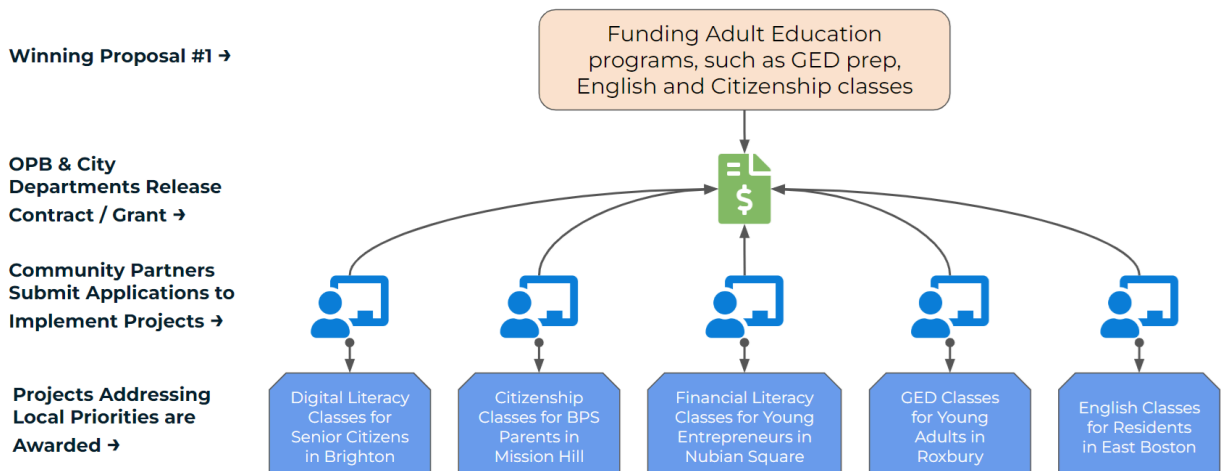 Winning Proposal #1 →
Funding Adult Education
programs, such as GED prep,
English and Citizenship classes
OPB & City
Departments Release
Contract / Grant →
$
Community Partners
Submit Applications to
Implement Projects →
Projects Addressing
Local Priorities are
Awarded →
Digital Literacy
Classes for
Senior Citizens
in Brighton
Citizenship
Classes for BPS
Parents in
Mission Hill
Financial Literacy
Classes for Young
Entrepreneurs in
Nubian Square
GED Classes
for Young
Adults in
Roxbury
English Classes
for Residents
in East Boston